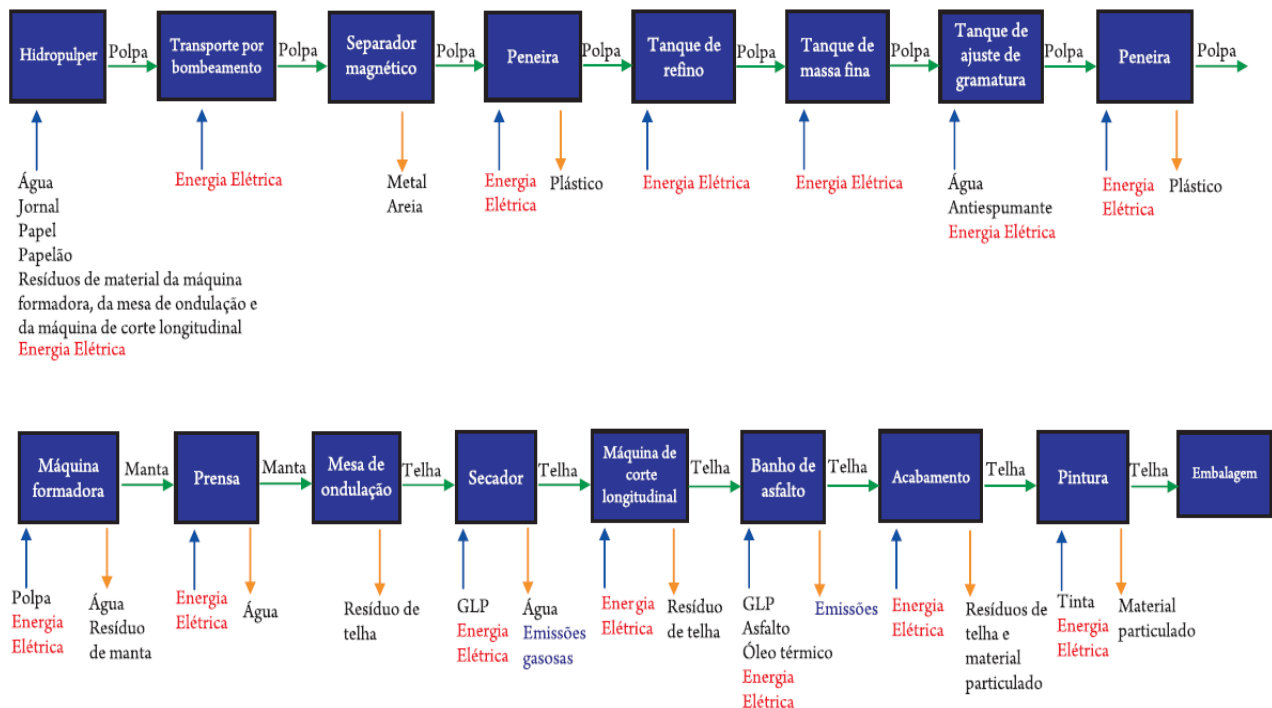 Hidropulper
Polpa
Transporte por
bombeamento
Polpa
Separador
magnético
Polpa
Peneira
Polpa
Tanque de
refino
Polpa
Tanque de
massa fina
Polpa
Tanque de
ajuste de
gramatura
Polpa
Peneira
Polpa
Água
Jornal
Papel
Papelão
Resíduos de material da máquina
formadora, da mesa de ondulação e
da máquina de corte longitudinal
Energia Elétrica
Energia Elétrica
Metal
Areia
Energia
Elétrica
Plástico
Energia Elétrica
Energia Elétrica
Água
Antiespumante
Energia Elétrica
Energia
Elétrica
Plástico
Máquina
formadora
Manta
Prensa
Manta
Mesa de
ondulação
Telha
Secador
Telha
Máquina de
corte
longitudinal
Telha
Banho de
asfalto
Telha
Acabamento
Telha
Pintura
Telha
Embalagem
Polpa
Energia
Elétrica
Água
Resíduo
de manta
Energia
Elétrica
Água
Resíduo de
telha
GLP
Energia
Elétrica
Água
Emissões
gasosas
Energia
Elétrica
Resíduo
de telha
GLP
Asfalto
Óleo térmico
Energia
Elétrica
Emissões
Energia
Elétrica
Resíduos de
telha e
material
particulado
Tinta
Energia
Elétrica
Material
particulado